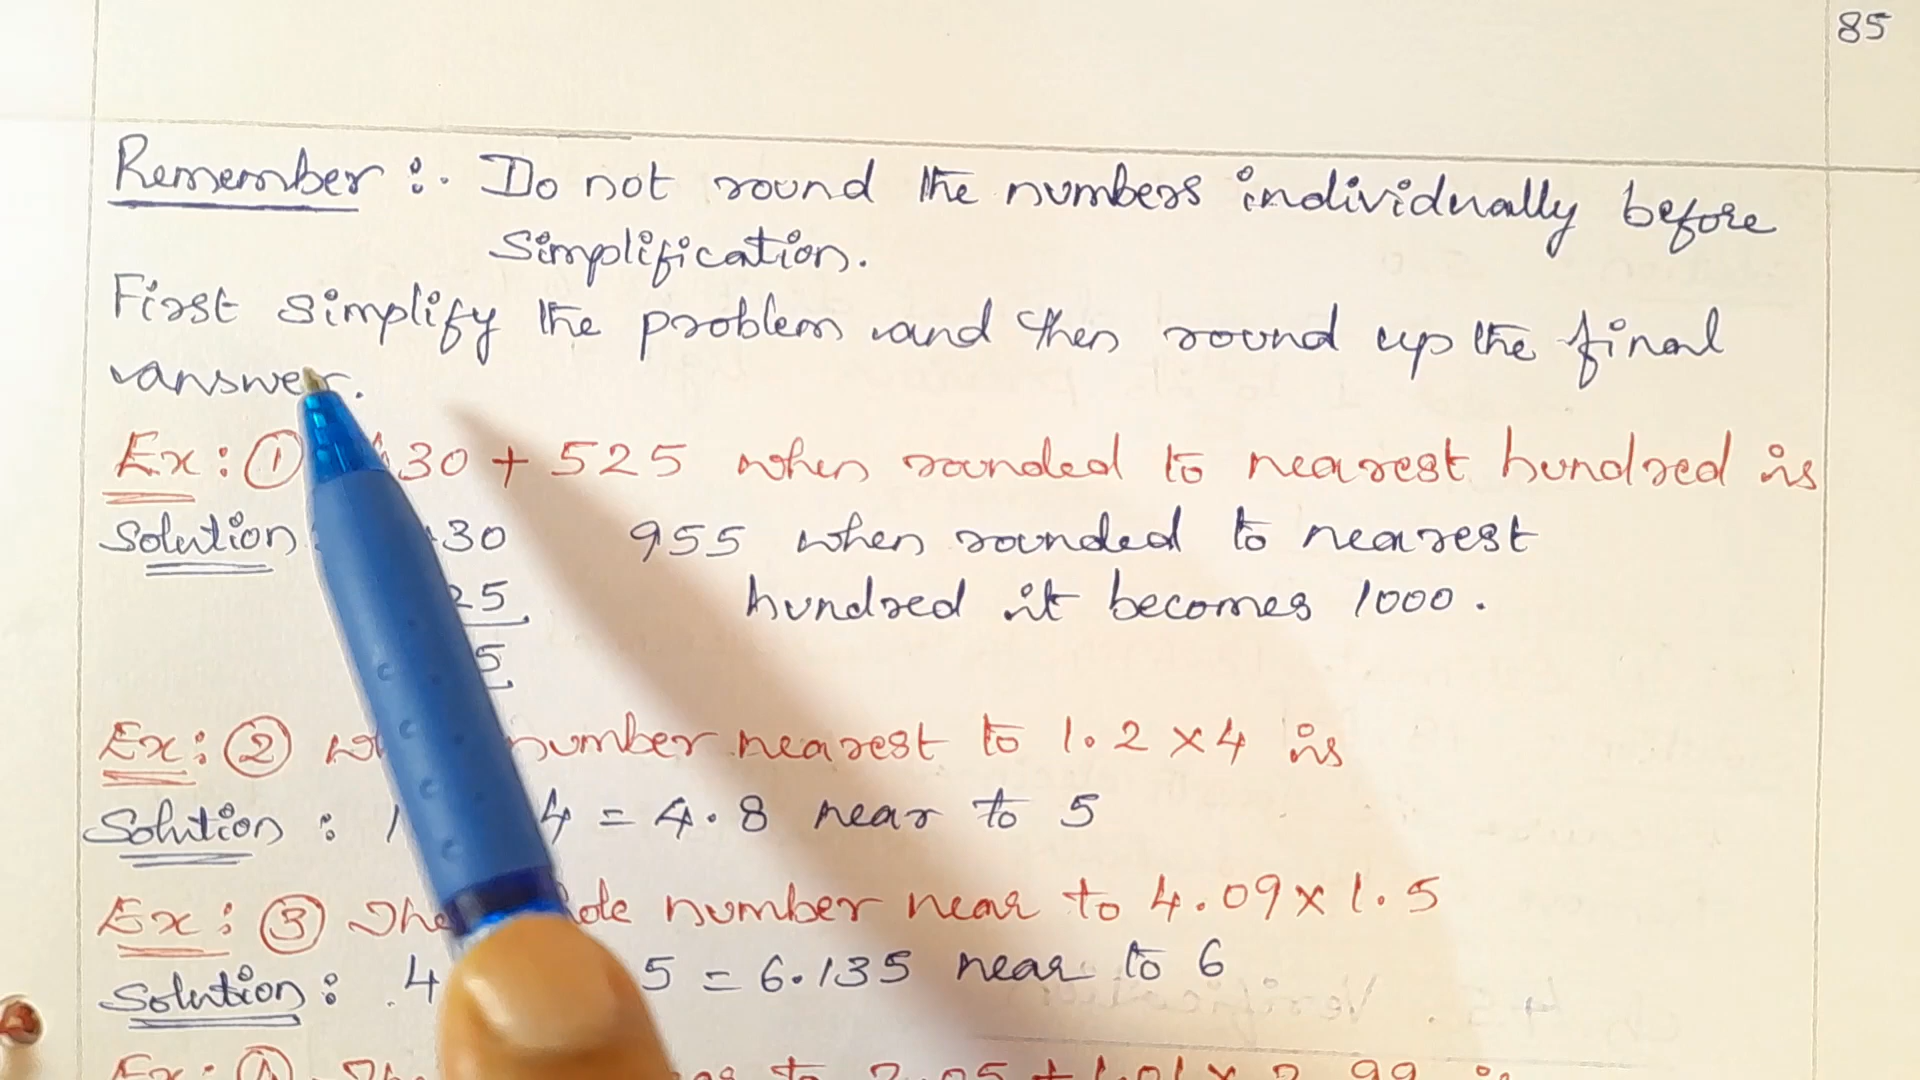 85
Remember :. Do not round the numbers individually before
Simplification.
First simplify the problem and then round up the final
answer.
Ex: ① 30 + 525 when rounded to nearest hundred is
Solution 30 955 when rounded to nearest
25 hundred it becomes 1000.
5
Ex: ② number nearest to 1.2 × 4 is
Solution : 1 4 = 4.8 near to 5
Ex: ③ The number near to 4.09 × 1.5
Solution : 4 5 = 6.135 near to 6